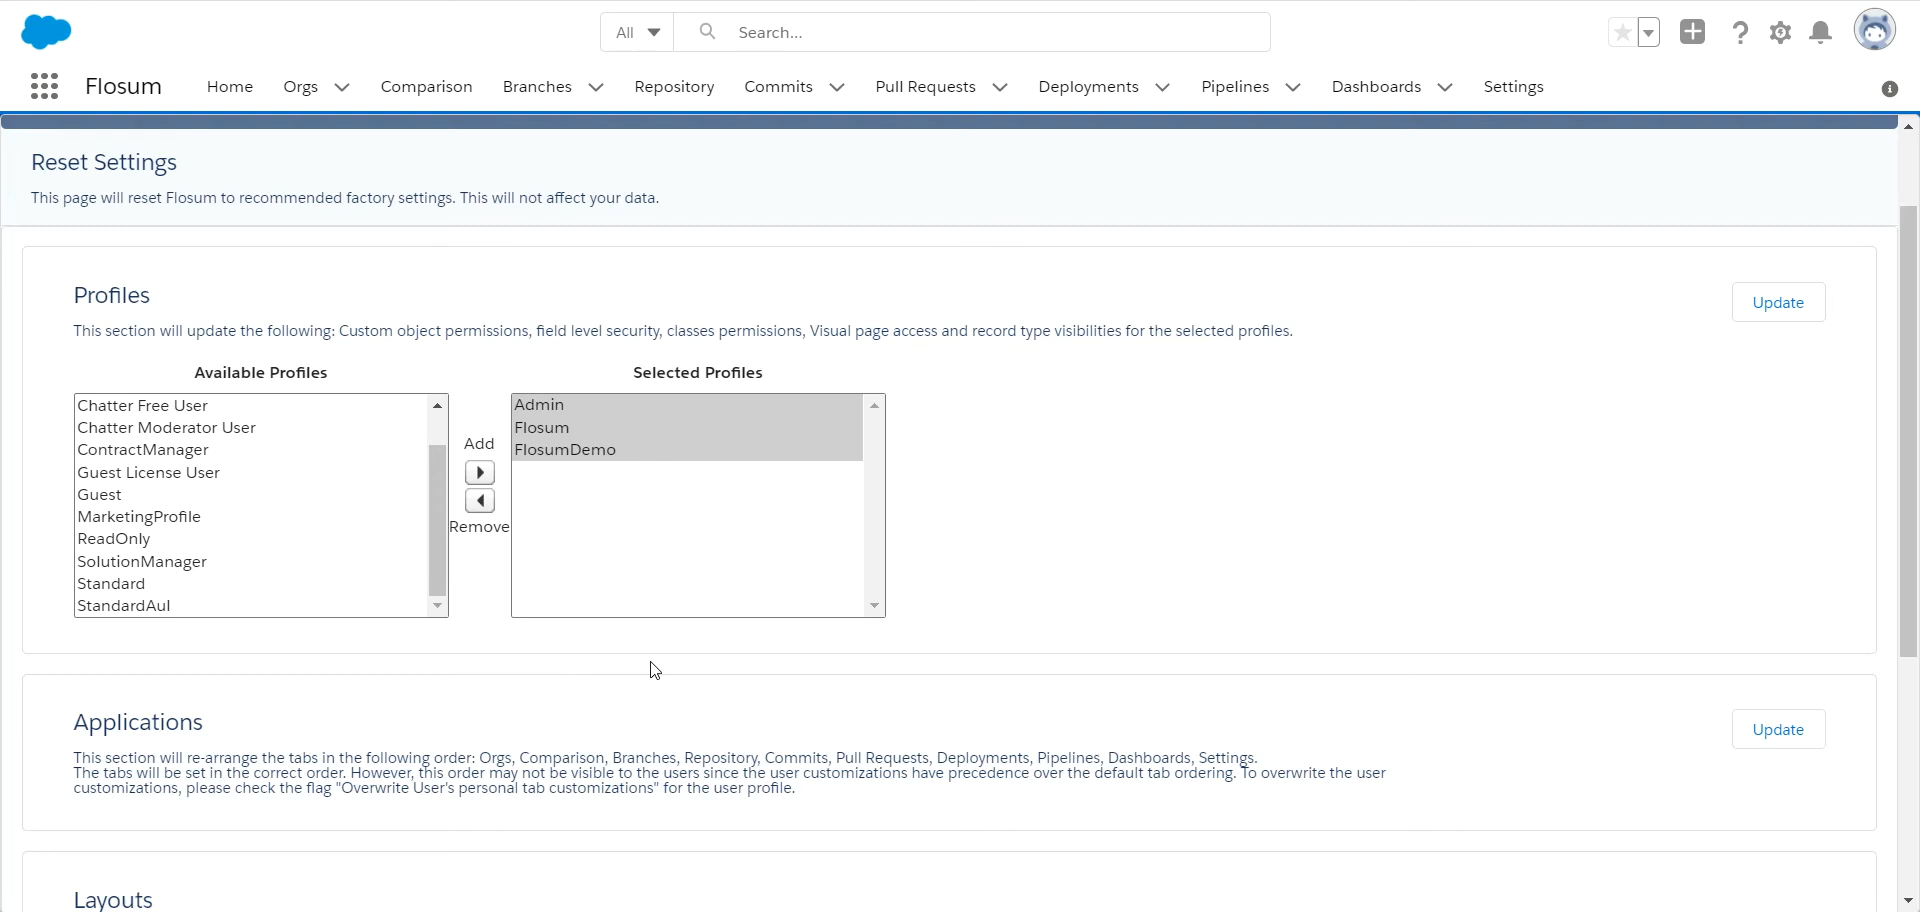 All
Search...
Flosum
Home
Orgs
Comparison
Branches
Repository
Commits
Pull Requests
Deployments
Pipelines
Dashboards
Settings
Reset Settings
This page will reset Flosum to recommended factory settings. This will not affect your data.
Profiles
Update
This section will update the following: Custom object permissions, field level security, classes permissions, Visual page access and record type visibilities for the selected profiles.
Available Profiles
Selected Profiles
Chatter Free User
Chatter Moderator User
ContractManager
Guest License User
Guest
MarketingProfile
ReadOnly
SolutionManager
Standard
StandardAul
Add
Remove
Admin
Flosum
FlosumDemo
Applications
Update
This section will re-arrange the tabs in the following order: Orgs, Comparison, Branches, Repository, Commits, Pull Requests, Deployments, Pipelines, Dashboards, Settings.
The tabs will be set in the correct order. However, this order may not be visible to the users since the user customizations have precedence over the default tab ordering. To overwrite the user
customizations, please check the flag "Overwrite User's personal tab customizations" for the user profile.
Layouts